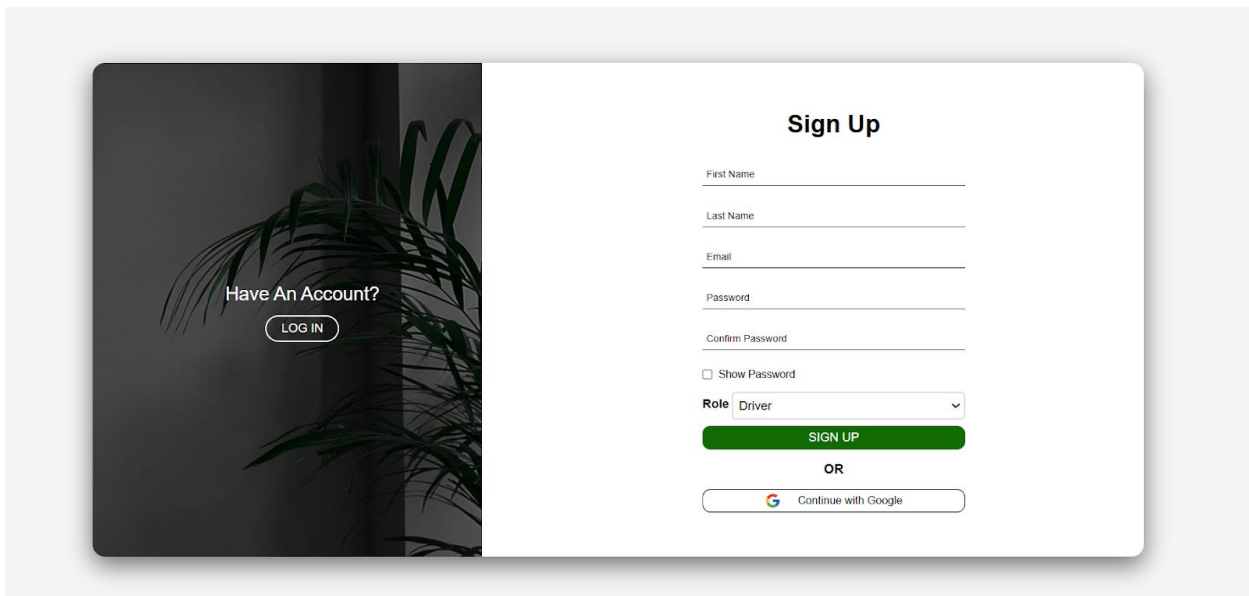 Have An Account?
LOG IN
Sign Up
First Name
Last Name
Email
Password
Confirm Password
Show Password
Role Driver
SIGN UP
OR
Continue with Google